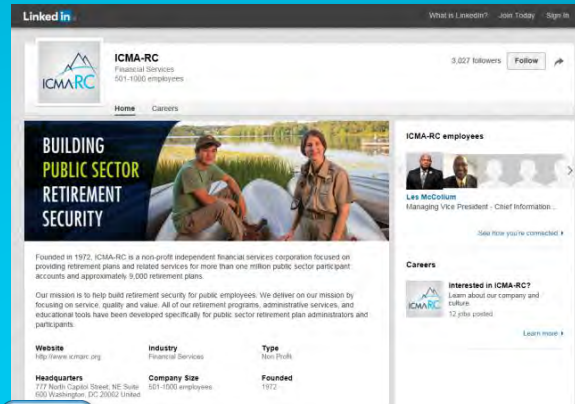 Linked in
What is LinkedIn? Join Today Sign In
ICMA-RC
ICMA-RC
Financial Services
501-1000 employees
3,027 followers Follow
Home Careers
BUILDING
PUBLIC SECTOR
RETIREMENT
SECURITY
Founded in 1972, ICMA-RC is a non-profit independent financial services corporation focused on
providing retirement plans and related services for more than one million public sector participant
accounts and approximately 9,000 retirement plans.
Our mission is to help build retirement security for public employees. We deliver on our mission by
focusing on service, quality and value. All of our retirement programs, administrative services, and
educational tools have been developed specifically for public sector retirement plan administrators and
participants.
Website
http://www.icmarc.org
Industry
Financial Services
Type
Non Profit
Headquarters
777 North Capitol Street, NE Suite
600 Washington, DC 20002 United
Company Size
501-1000 employees
Founded
1972
ICMA-RC employees
Les McCollum
Managing Vice President - Chief Information ...
See how you're connected
Careers
ICMARC
Interested in ICMA-RC?
Learn about our company and
culture.
12 jobs posted
Learn more